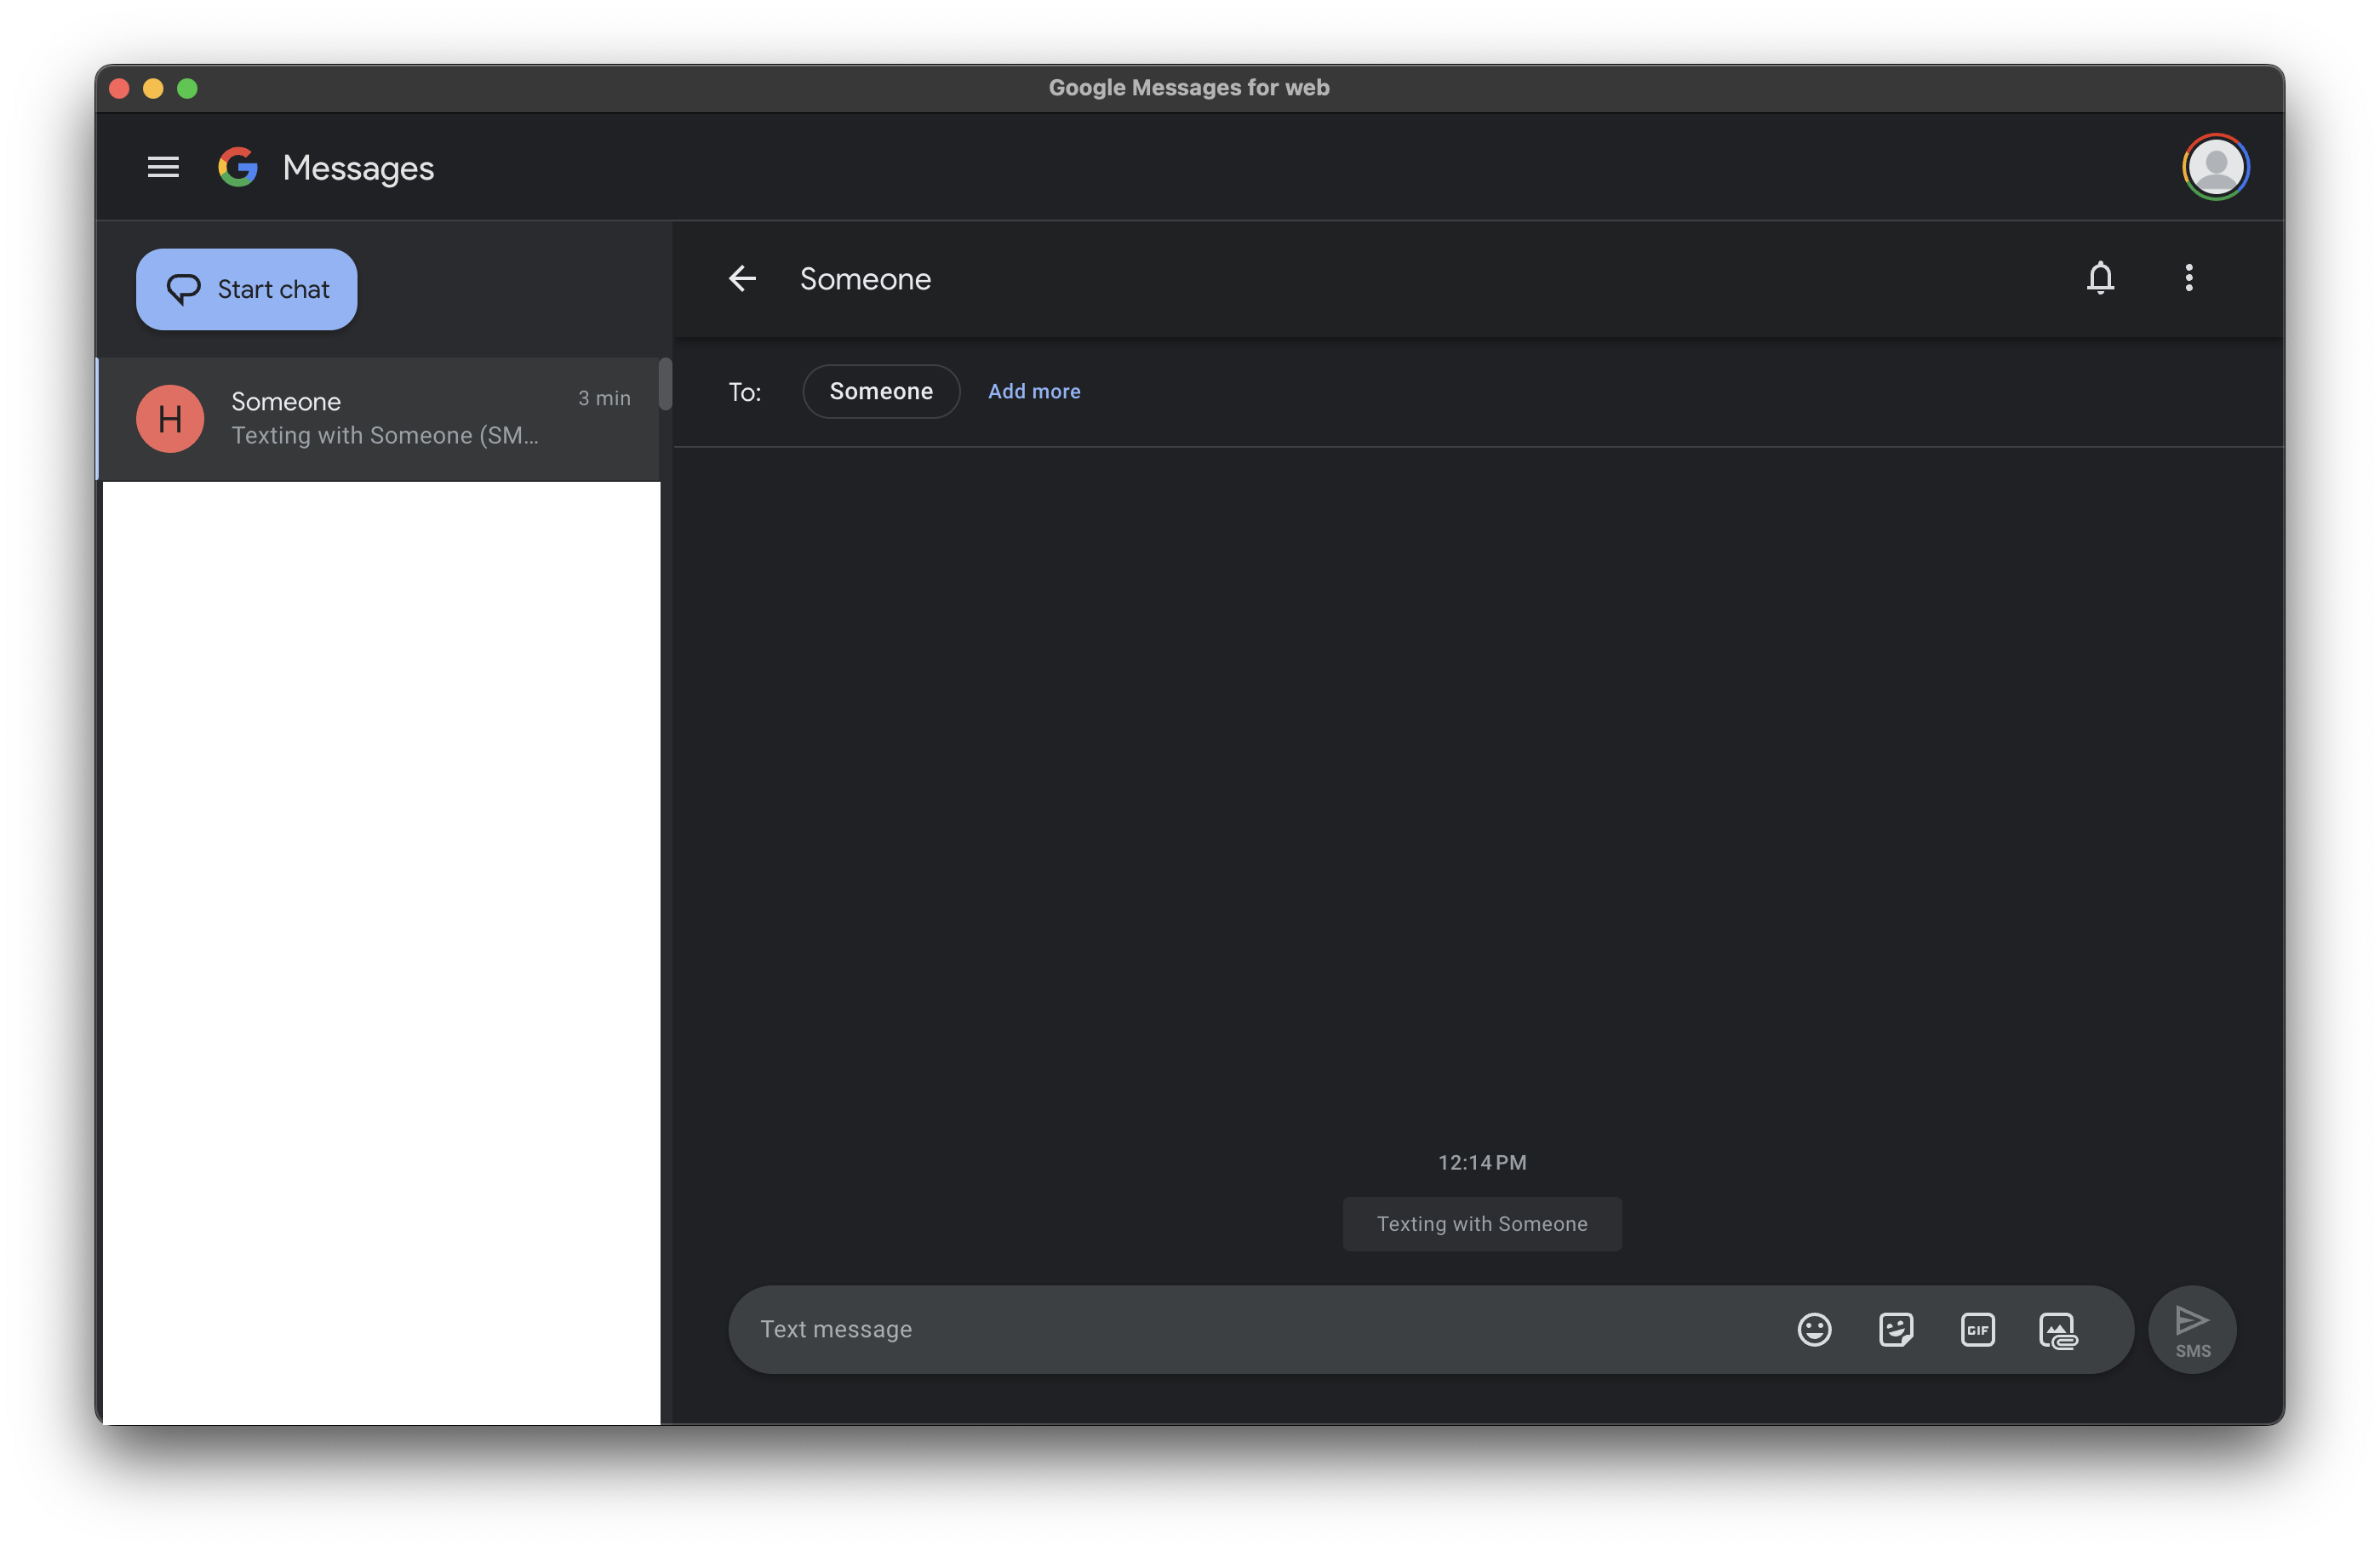 Google Messages for web
Messages
Start chat
H
Someone
3 min
Texting with Someone (SM...
Someone
To:
Someone
Add more
12:14 PM
Texting with Someone
Text message
GIF
SMS